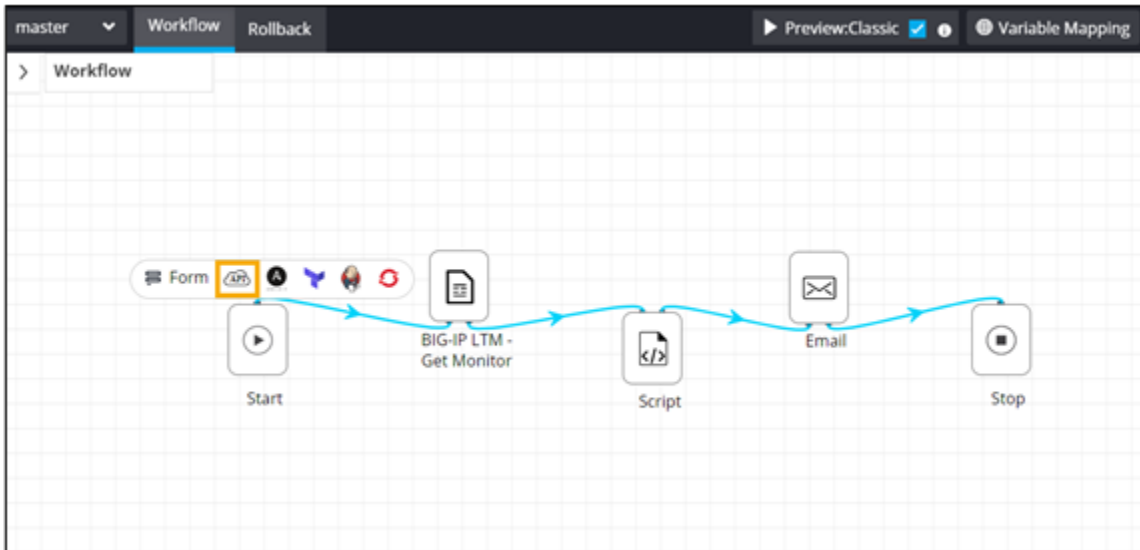 master Workflow Rollback Preview:Classic Variable Mapping
Workflow
Form API
BIG-IP LTM -
Get Monitor
Email
Start
Script
Stop